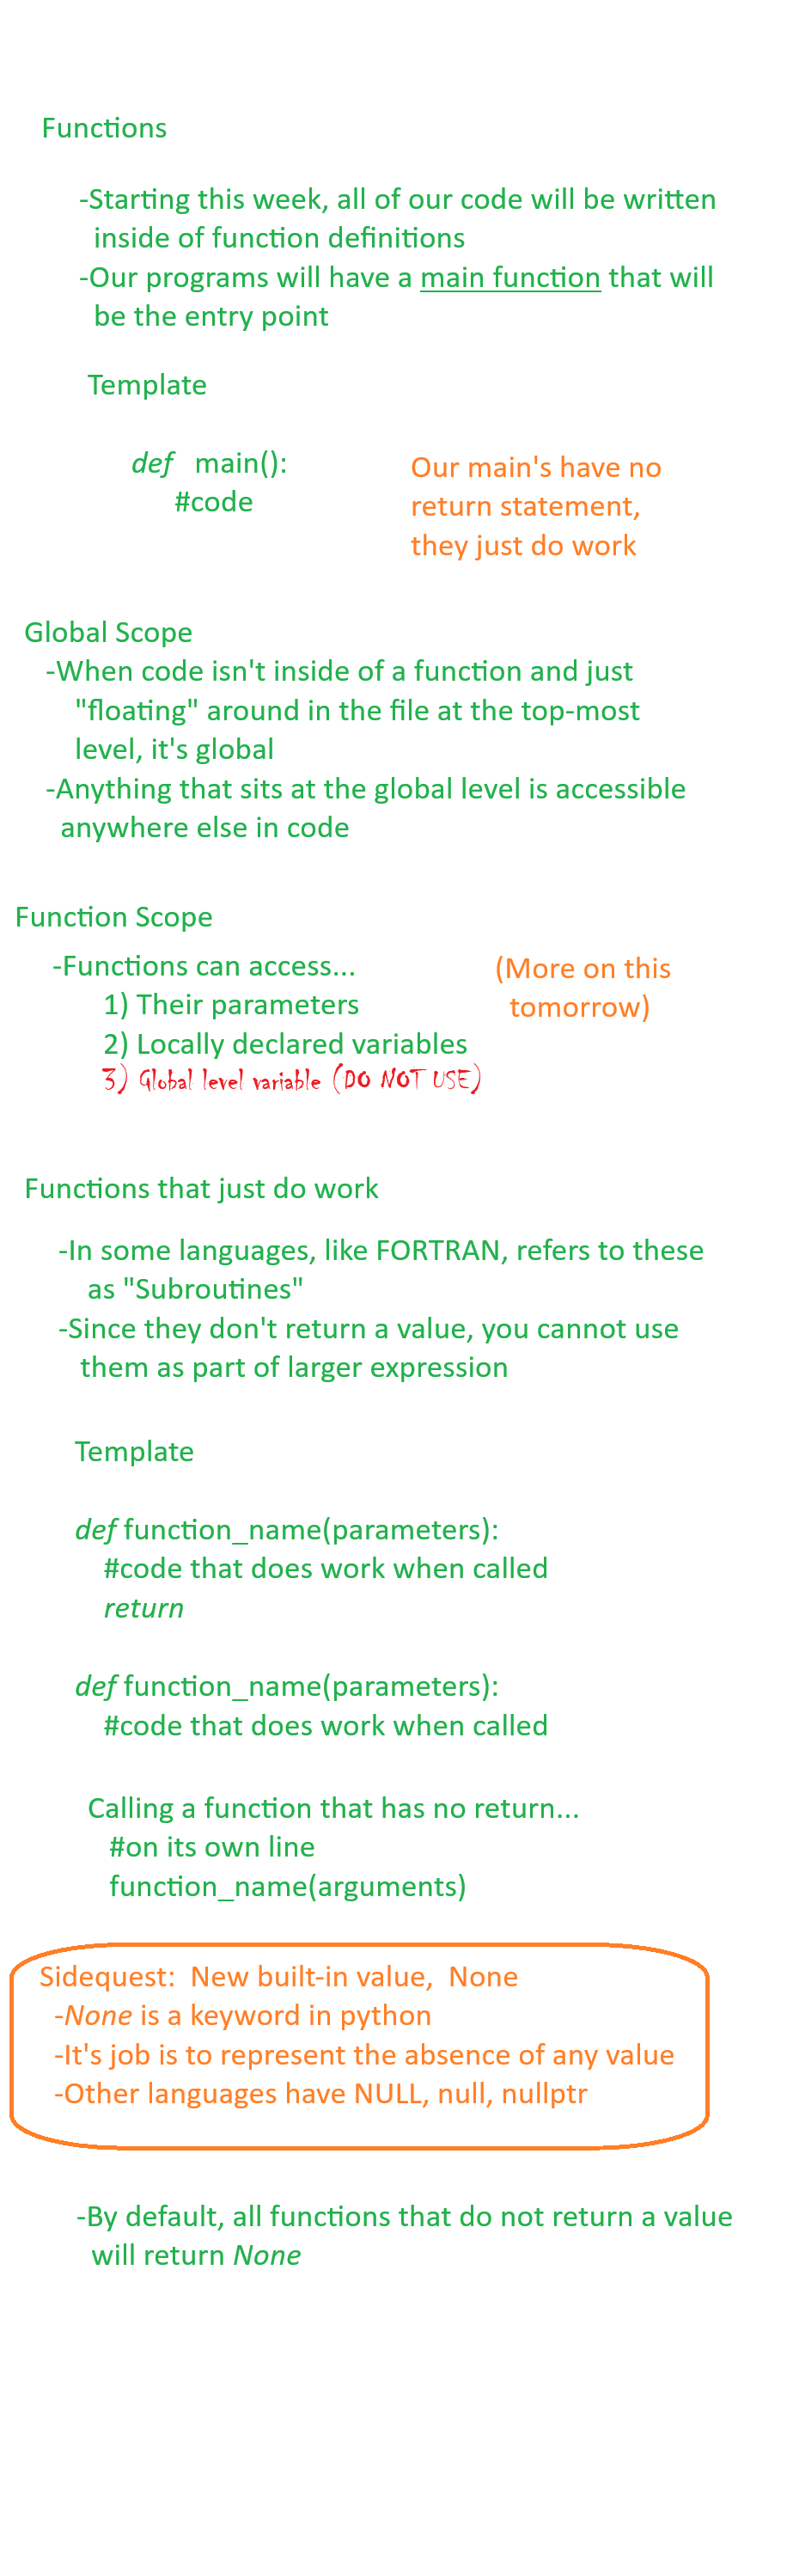 Functions
-Starting this week, all of our code will be written
inside of function definitions
-Our programs will have a main function that will
be the entry point
Template
def main():
#code
Our main's have no
return statement,
they just do work
Global Scope
-When code isn't inside of a function and just
"floating" around in the file at the top-most
level, it's global
-Anything that sits at the global level is accessible
anywhere else in code
Function Scope
-Functions can access...
1) Their parameters
2) Locally declared variables
3) Global level variable (DO NOT USE)
(More on this
tomorrow)
Functions that just do work
-In some languages, like FORTRAN, refers to these
as "Subroutines"
-Since they don't return a value, you cannot use
them as part of larger expression
Template
def function_name(parameters):
#code that does work when called
return
def function_name(parameters):
#code that does work when called
Calling a function that has no return...
#on its own line
function_name(arguments)
Sidequest: New built-in value, None
-None is a keyword in python
-It's job is to represent the absence of any value
-Other languages have NULL, null, nullptr
-By default, all functions that do not return a value
will return None